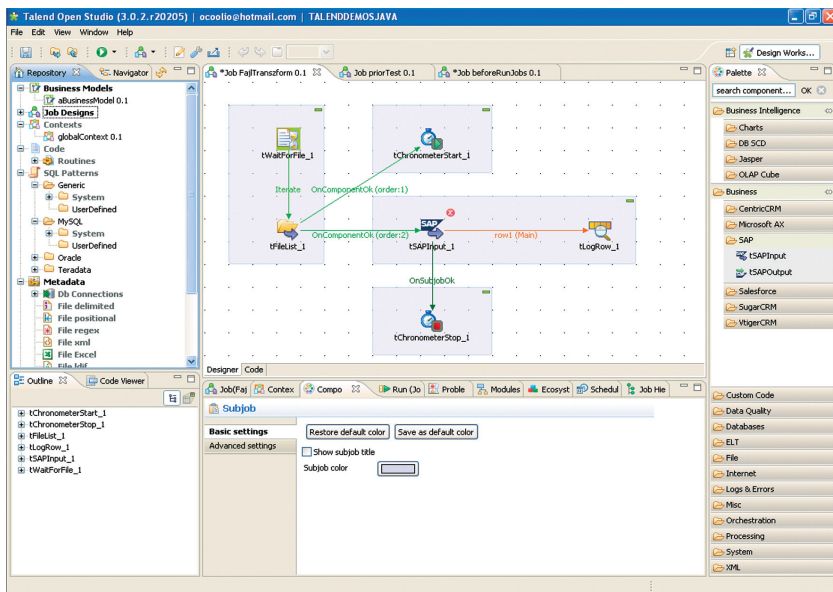 Talend Open Studio (3.0.2.r20205) | ocoolio@hotmail.com | TALENDDEMOSJAVA
File Edit View Window Help
Design Works...
Repository
Navigator
Business Models
aBusinessModel 0.1
Job Designs
Contexts
globalContext 0.1
Code
Routines
SQL Patterns
Generic
System
UserDefined
MySQL
System
UserDefined
Oracle
Teradata
Metadata
Db Connections
File delimited
File positional
File regex
File xml
File Excel
File ldif
*Job FajlTranszform 0.1
Job priorTest 0.1
*Job beforeRunJobs 0.1
tWaitForFile_1
tChronometerStart_1
Iterate
OnComponentOk (order:1)
OnComponentOk (order:2)
tFileList_1
SAP
tSAPInput_1
row1 (Main)
tLogRow_1
OnSubjobOk
tChronometerStop_1
Designer Code
Palette
search component... OK
Business Intelligence
Charts
DB SCD
Jasper
OLAP Cube
Business
CentricCRM
Microsoft AX
SAP
tSAPInput
tSAPOutput
Salesforce
SugarCRM
VtigerCRM
Custom Code
Data Quality
Databases
ELT
File
Internet
Logs & Errors
Misc
Orchestration
Processing
System
XML
Outline
Code Viewer
tChronometerStart_1
tChronometerStop_1
tFileList_1
tLogRow_1
tSAPInput_1
tWaitForFile_1
Job(Faj
Contex
Compo
Run (Jo
Proble
Modules
Ecosyst
Schedul
Job Hie
Subjob
Basic settings
Advanced settings
Restore default color
Save as default color
Show subjob title
Subjob color